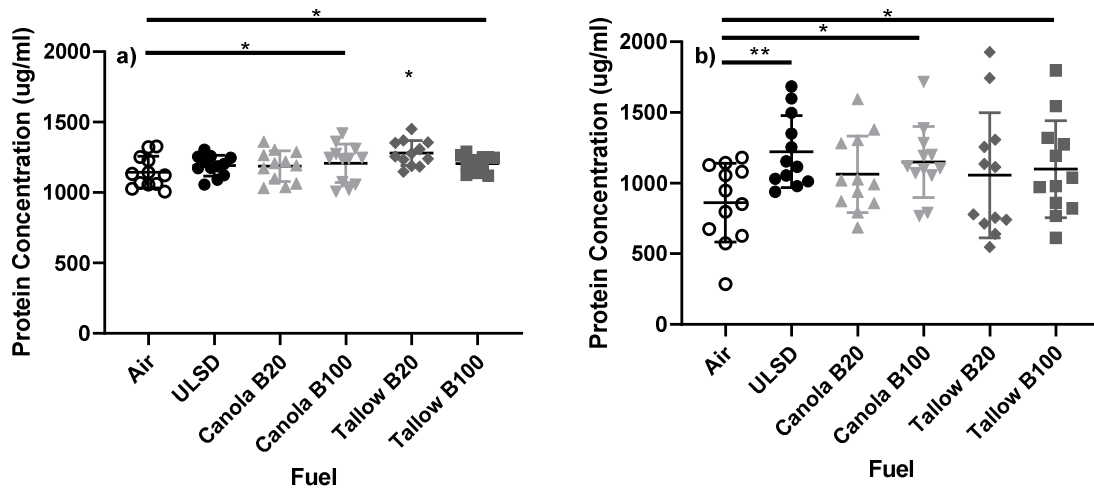 *
*
a)
*
Protein Concentration (ug/ml)
2000
1500
1000
500
0
Air
ULSD
Canola B20
Canola B100
Tallow B20
Tallow B100
Fuel
*
*
**
b)
Protein Concentration (ug/ml)
2000
1500
1000
500
0
Air
ULSD
Canola B20
Canola B100
Tallow B20
Tallow B100
Fuel